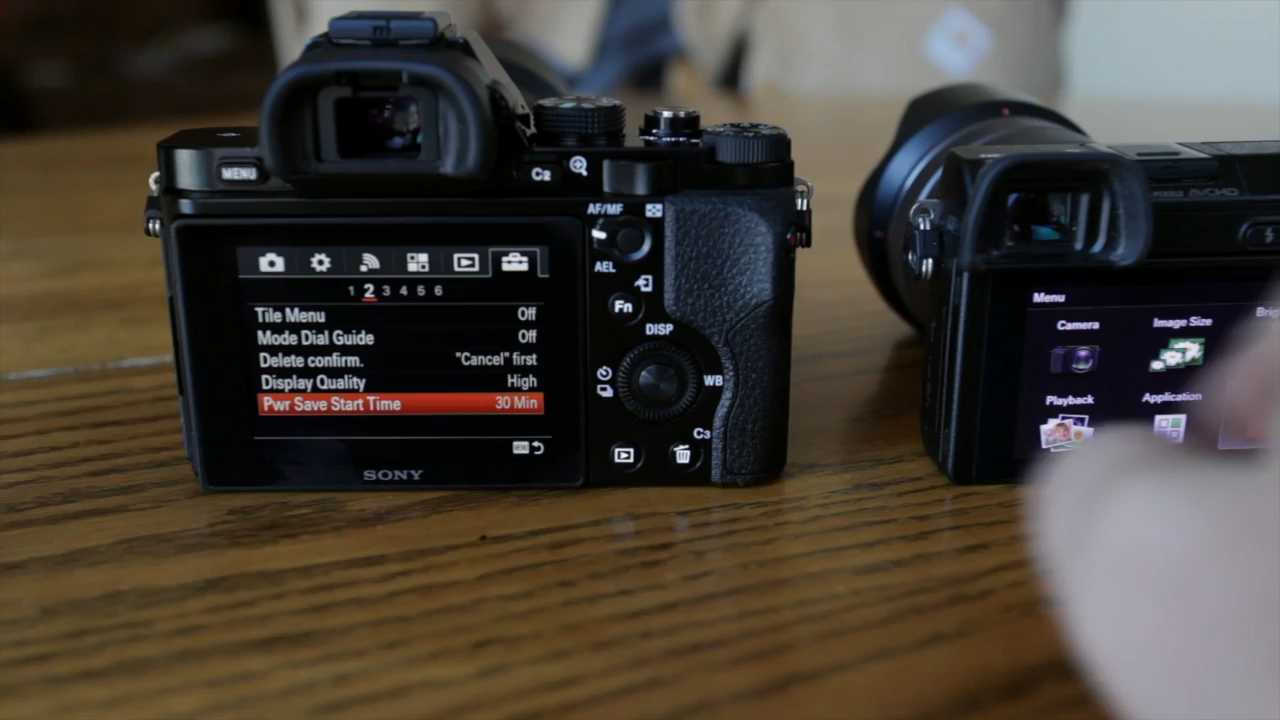 MENU
C2
AF/MF
AEL
Fn
DISP
WB
C3
1 2 3 4 5 6
Tile Menu Off
Mode Dial Guide Off
Delete confirm. "Cancel" first
Display Quality High
Pwr Save Start Time 30 Min
MENU
SONY
AVCHD
Menu
Camera
Image Size
Playback
Application